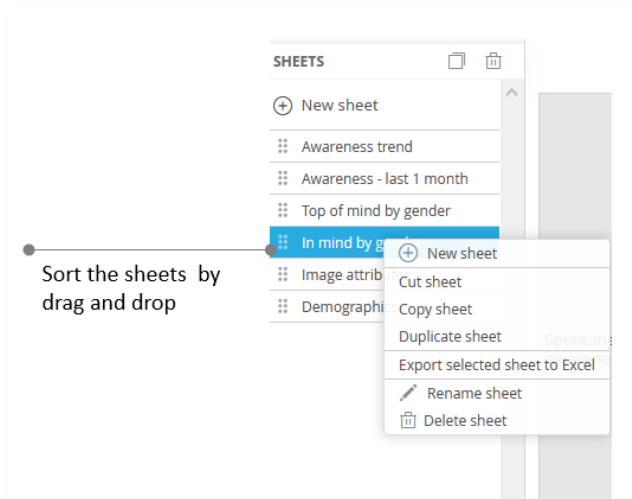 SHEETS
New sheet
Awareness trend
Awareness - last 1 month
Top of mind by gender
In mind by
New sheet
Sort the sheets by
drag and drop
Image
Cut sheet
Copy sheet
Duplicate sheet
Export selected sheet to Excel
Rename sheet
Delete sheet